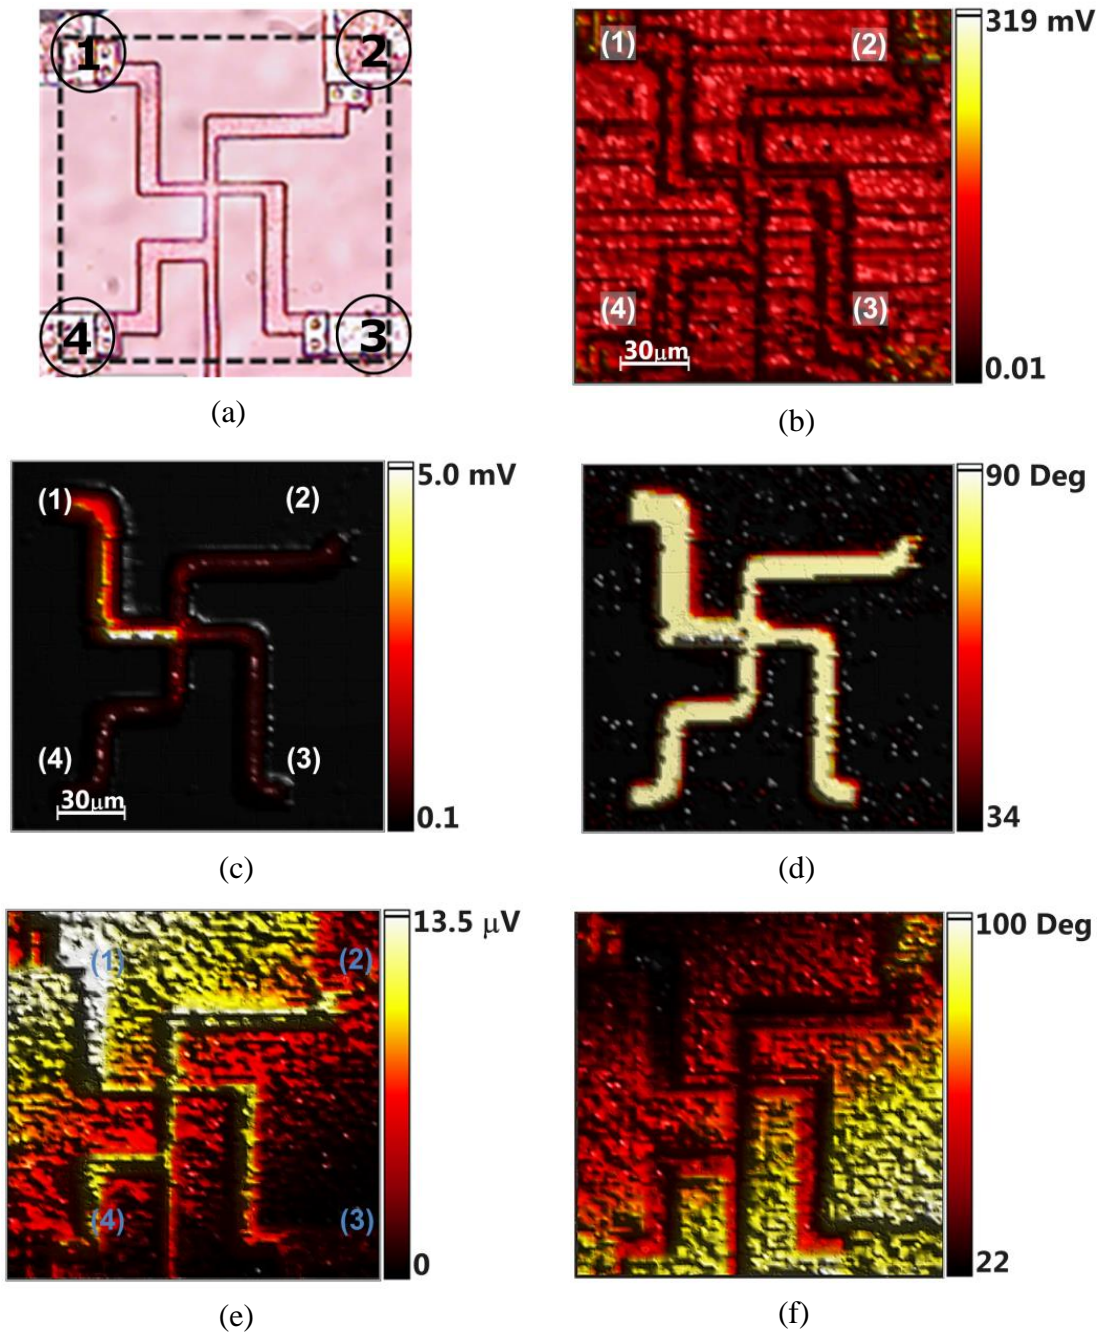 1
2
3
4
(a)
(1)
(2)
(3)
(4)
30μm
319 mV
0.01
(b)
(1)
(2)
(3)
(4)
30μm
5.0 mV
0.1
(c)
90 Deg
34
(d)
(1)
(2)
(3)
(4)
13.5 μV
0
(e)
100 Deg
22
(f)